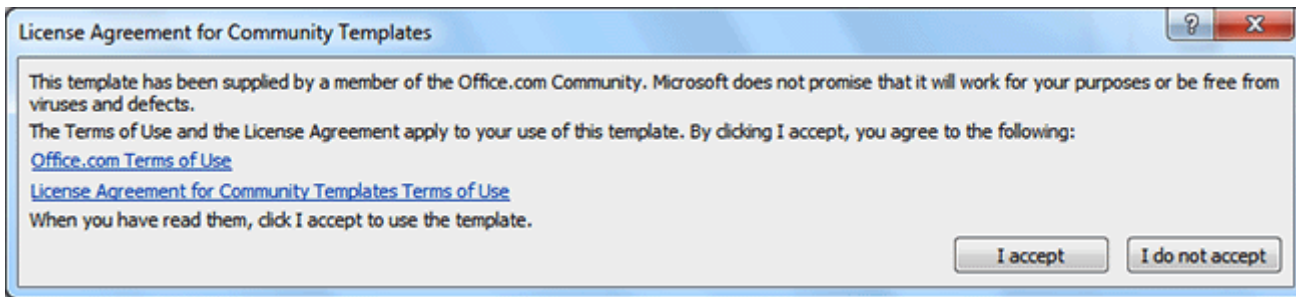 License Agreement for Community Templates
?
X
This template has been supplied by a member of the Office.com Community. Microsoft does not promise that it will work for your purposes or be free from
viruses and defects.
The Terms of Use and the License Agreement apply to your use of this template. By clicking I accept, you agree to the following:
Office.com Terms of Use
License Agreement for Community Templates Terms of Use
When you have read them, click I accept to use the template.
I accept
I do not accept